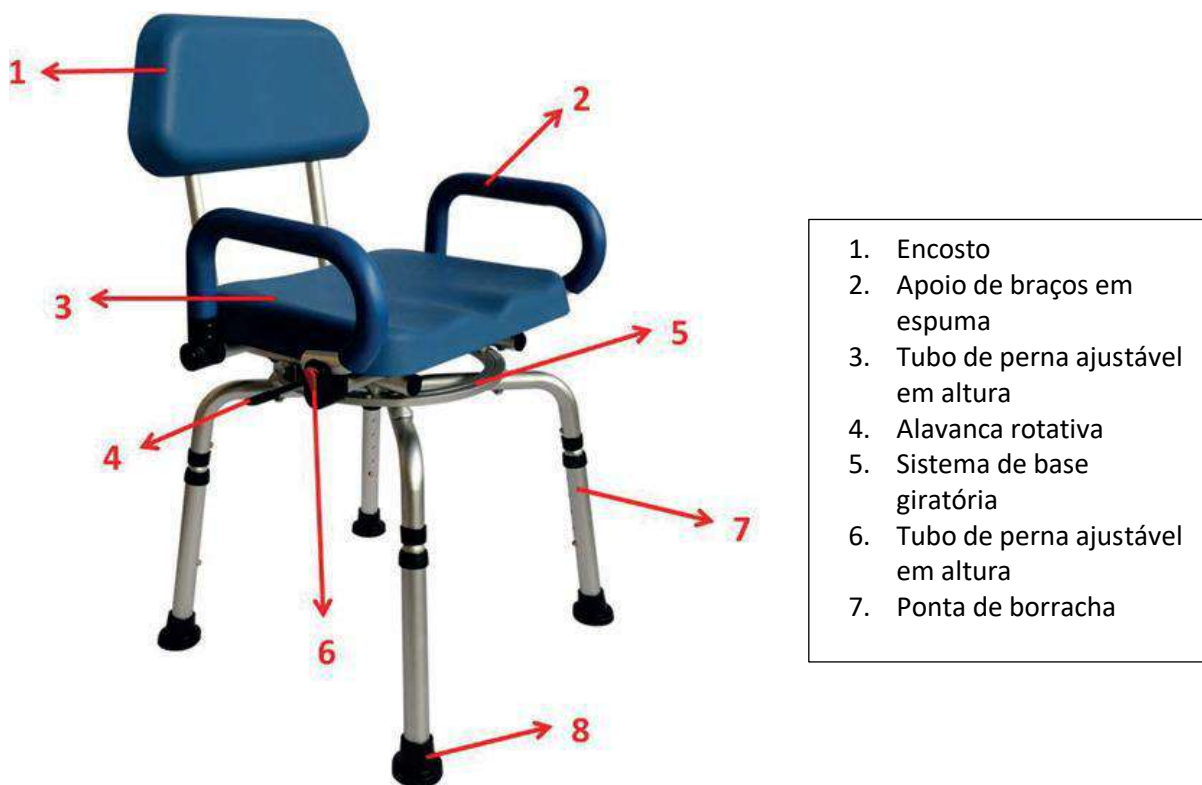 1
2
3
4
5
6
7
8
1. Encosto
2. Apoio de braços em
espuma
3. Tubo de perna ajustável
em altura
4. Alavanca rotativa
5. Sistema de base
giratória
6. Tubo de perna ajustável
em altura
7. Ponta de borracha